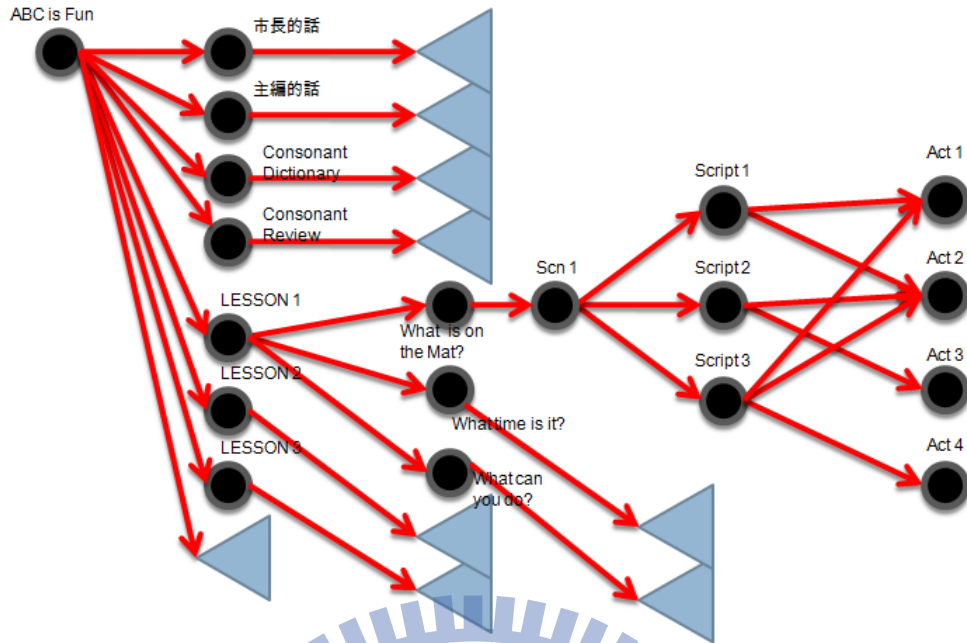 ABC is Fun
市長的話
主編的話
Consonant
Dictionary
Consonant
Review
LESSON 1
LESSON 2
LESSON 3
What is on
the Mat?
What time is it?
What can
you do?
Scn 1
Script 1
Script 2
Script 3
Act 1
Act 2
Act 3
Act 4